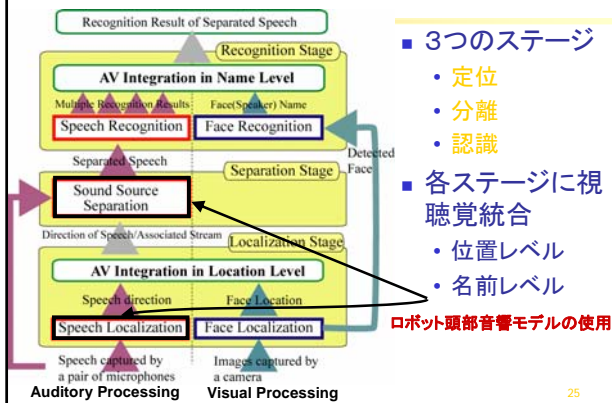 Recognition Result of Separated Speech
Recognition Stage
AV Integration in Name Level
Multiple Recognition Results
Face(Speaker) Name
Speech Recognition
Face Recognition
Separated Speech
Detected
Face
Separation Stage
Sound Source
Separation
Direction of Speech/Associated Stream
Localization Stage
AV Integration in Location Level
Speech direction
Face Location
Speech Localization
Face Localization
Speech captured by
a pair of microphones
Images captured by
a camera
Auditory Processing
Visual Processing
■ 3つのステージ
• 定位
• 分離
• 認識
■ 各ステージに視
聴覚統合
• 位置レベル
• 名前レベル
ロボット頭部音響モデルの使用
25